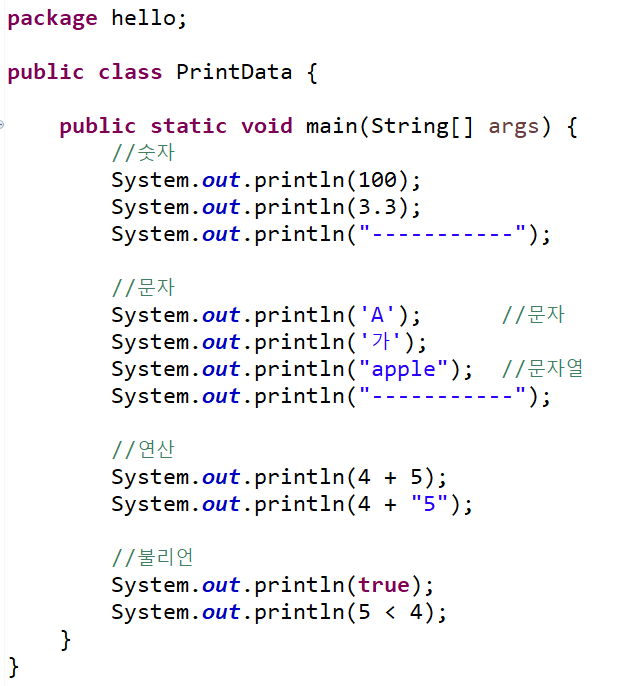 package hello;
public class PrintData {
public static void main(String[] args) {
//숫자
System.out.println(100);
System.out.println(3.3);
System.out.println("-----------");
//문자
System.out.println('A');      //문자
System.out.println('가');
System.out.println("apple");  //문자열
System.out.println("-----------");
//연산
System.out.println(4 + 5);
System.out.println(4 + "5");
//불리언
System.out.println(true);
System.out.println(5 < 4);
}
}